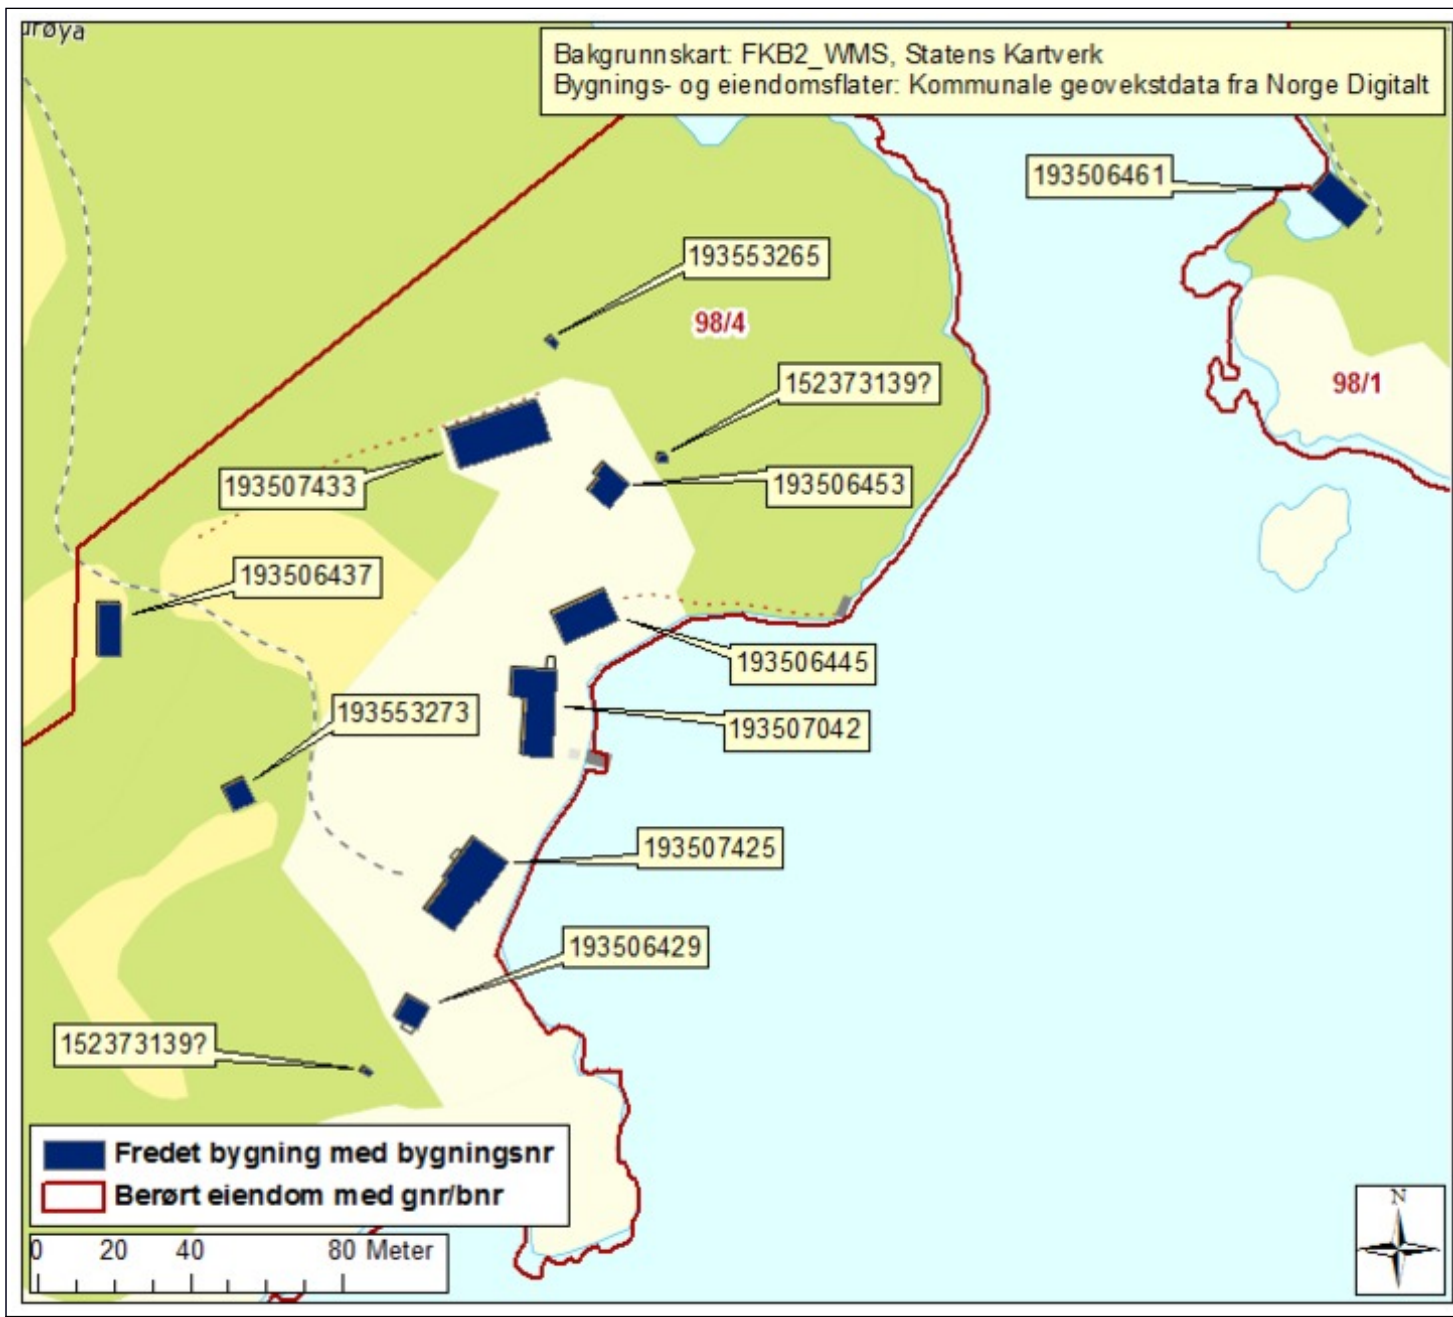 Bakgrunnskart: FKB2_WMS, Statens Kartverk
Bygnings- og eiendomsflater: Kommunale geovekstdata fra Norge Digitalt
193506461
193553265
98/4
152373139?
98/1
193507433
193506453
193506437
193506445
193553273
193507042
193507425
193506429
152373139?
Fredet bygning med bygningsnr
Berørt eiendom med gnr/bnr
0 20 40 80 Meter
N